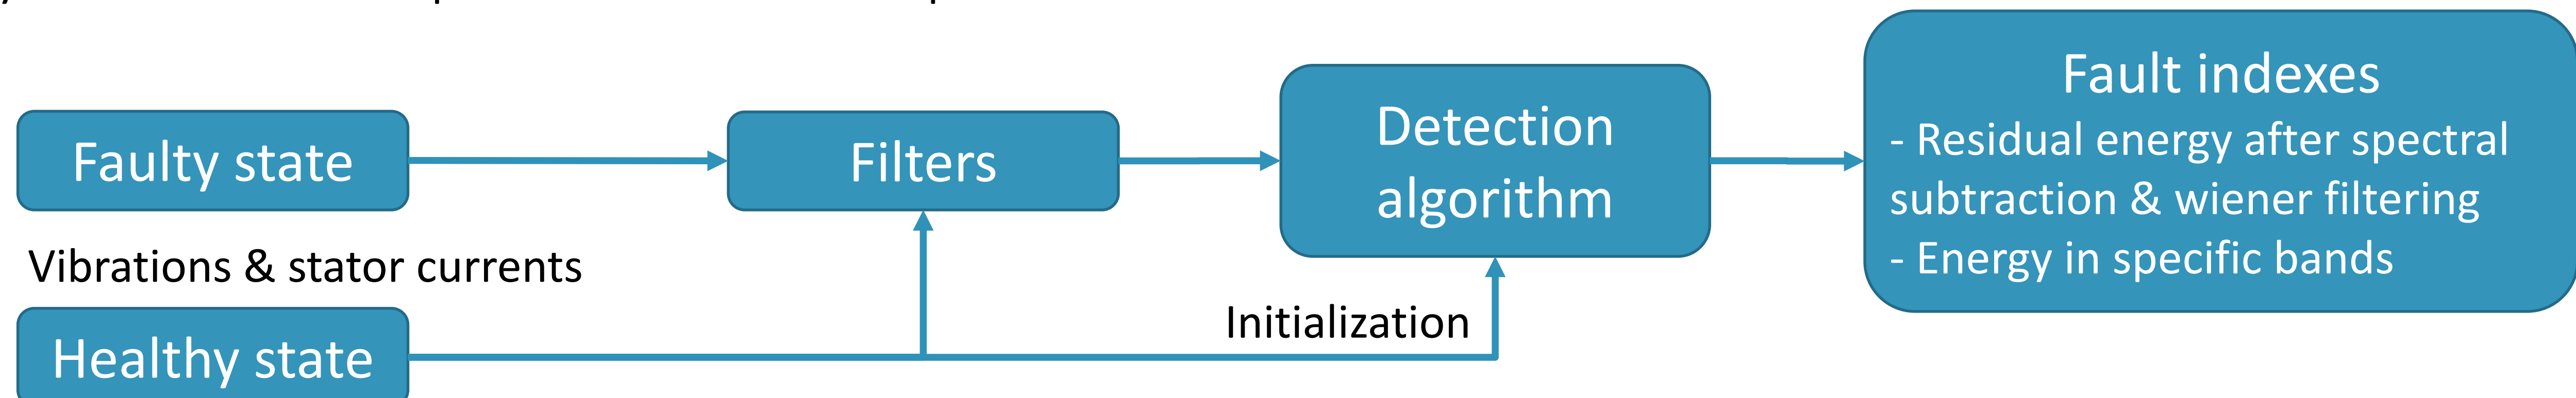 Faulty state
Filters
Detection
algorithm
Fault indexes
- Residual energy after spectral
subtraction & wiener filtering
- Energy in specific bands
Vibrations & stator currents
Initialization
Healthy state